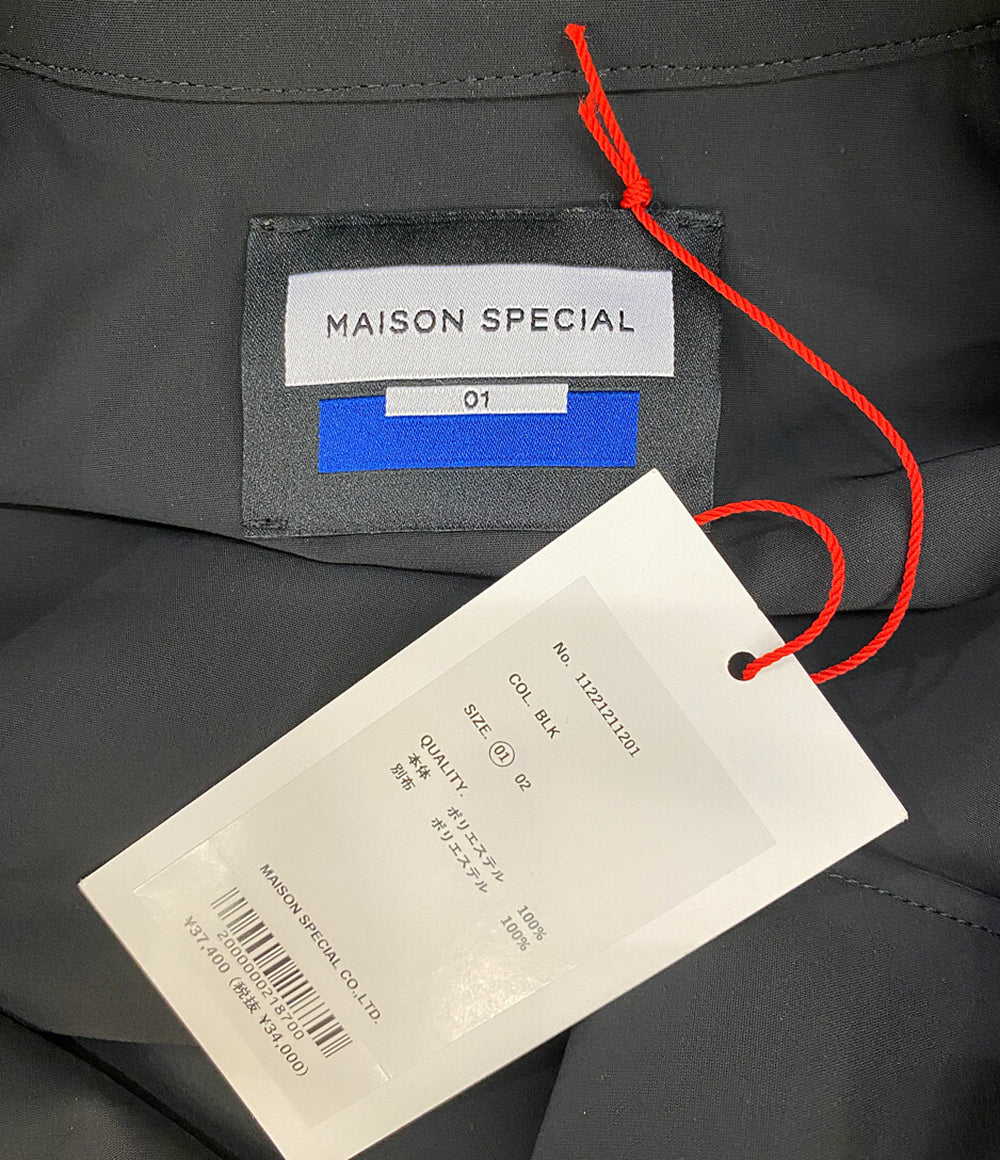 MAISON SPECIAL
01
No. 11221211201
COL. BLK
SIZE. 01 02
QUALITY.
本体 ポリエステル 100%
別布 ポリエステル 100%
MAISON SPECIAL CO.,LTD.
2000000218700
¥37,400 (税抜 ¥34,000)